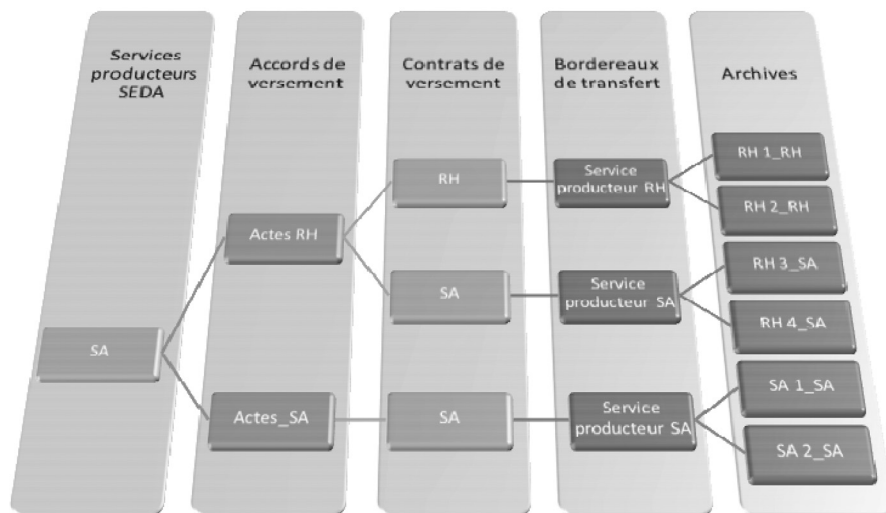 Services
producteurs
SEDA
Accords de
versement
Contrats de
versement
Bordereaux
de transfert
Archives
SA
Actes RH
Actes_SA
RH
SA
SA
Service
producteur RH
Service
producteur SA
Service
producteur SA
RH 1_RH
RH 2_RH
RH 3_SA
RH 4_SA
SA 1_SA
SA 2_SA